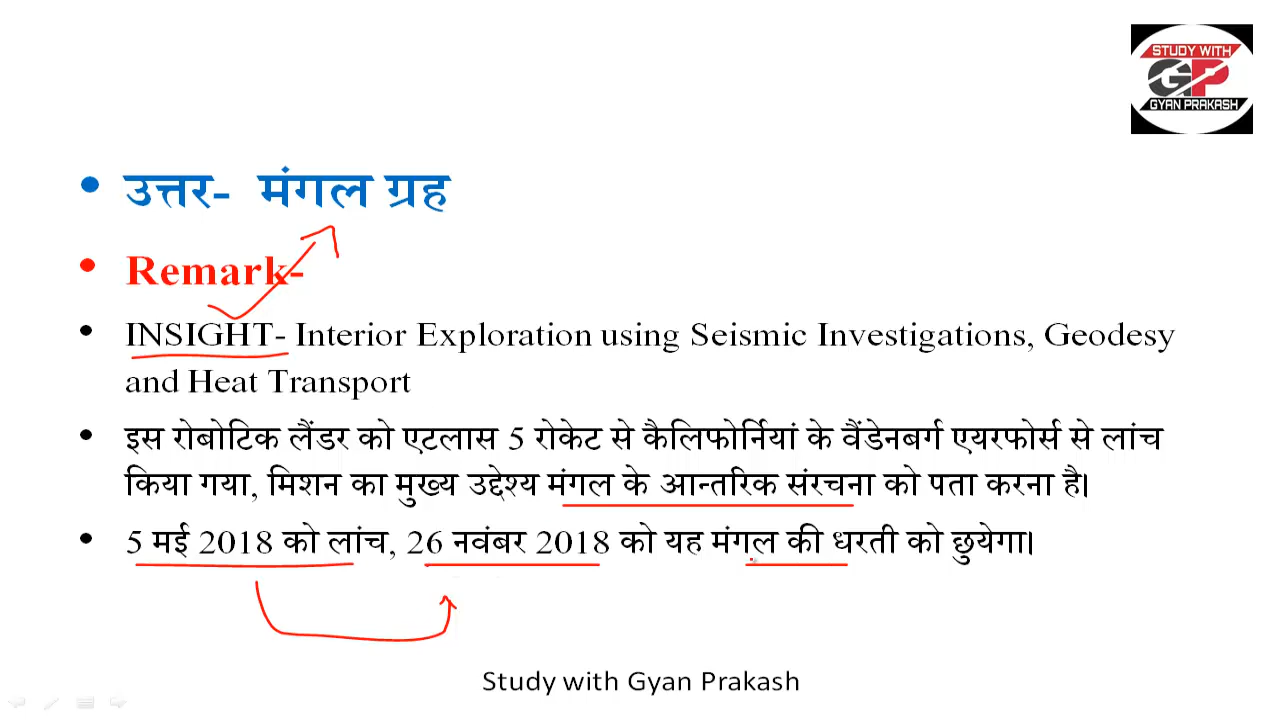 STUDY WITH
GP
GYAN PRAKASH
• उत्तर- मंगल ग्रह
• Remark-
• INSIGHT- Interior Exploration using Seismic Investigations, Geodesy
and Heat Transport
• इस रोबोटिक लैंडर को एटलास 5 रोकेट से कैलिफोर्नियां के वैंडेनबर्ग एयरफोर्स से लांच
किया गया, मिशन का मुख्य उद्देश्य मंगल के आन्तरिक संरचना को पता करना है।
• 5 मई 2018 को लांच, 26 नवंबर 2018 को यह मंगल की धरती को छुयेगा।
Study with Gyan Prakash